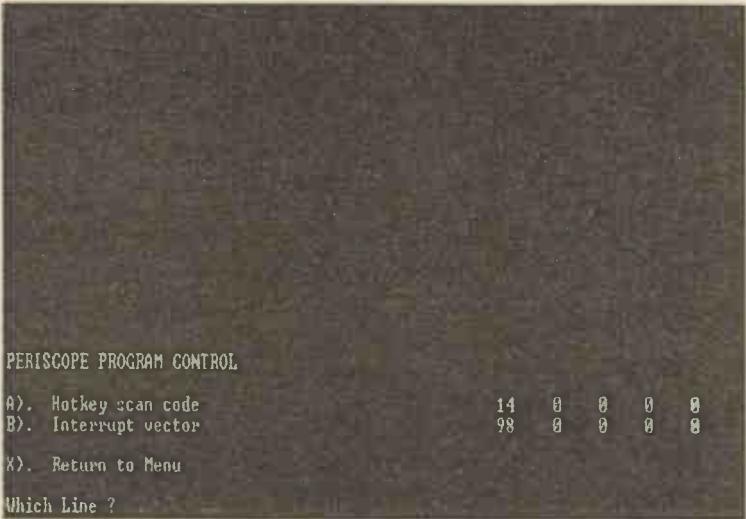 PERISCOPE PROGRAM CONTROL
A). Hotkey scan code 14 0 0 0 0
B). Interrupt vector 98 0 0 0 0
X). Return to Menu
Which Line ?